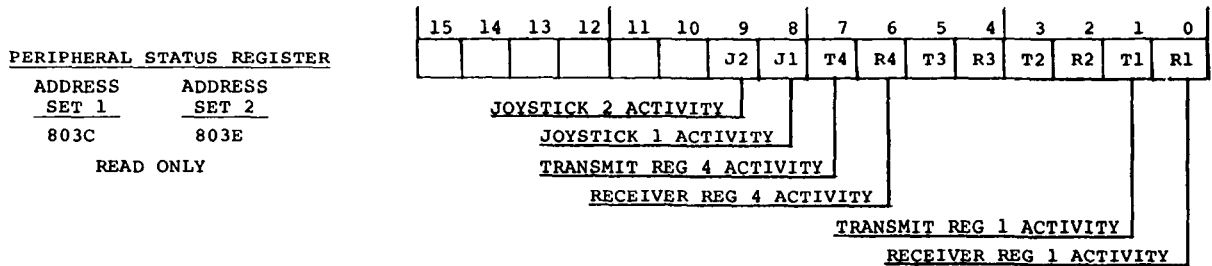 PERIPHERAL STATUS REGISTER
ADDRESS ADDRESS
SET 1 SET 2
803C 803E
READ ONLY
15 14 13 12 11 10 9 8 7 6 5 4 3 2 1 0
J2 J1 T4 R4 T3 R3 T2 R2 T1 R1
JOYSTICK 2 ACTIVITY
JOYSTICK 1 ACTIVITY
TRANSMIT REG 4 ACTIVITY
RECEIVER REG 4 ACTIVITY
TRANSMIT REG 1 ACTIVITY
RECEIVER REG 1 ACTIVITY